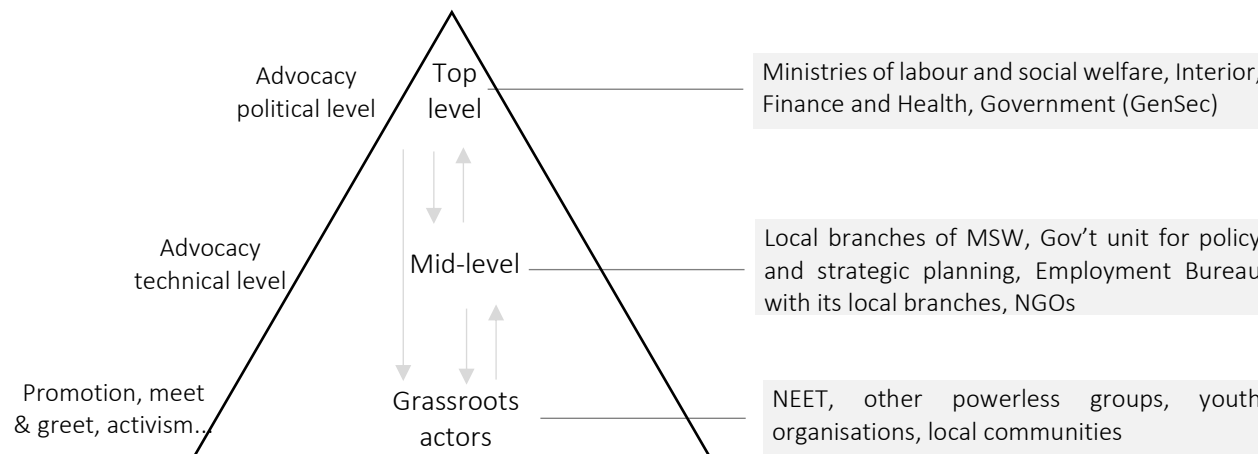 Advocacy
political level
Top
level
Ministries of labour and social welfare, Interior,
Finance and Health, Government (GenSec)
Advocacy
technical level
Mid-level
Local branches of MSW, Gov’t unit for policy
and strategic planning, Employment Bureau
with its local branches, NGOs
Promotion, meet
& greet, activism...
Grassroots
actors
NEET, other powerless groups, youth
organisations, local communities